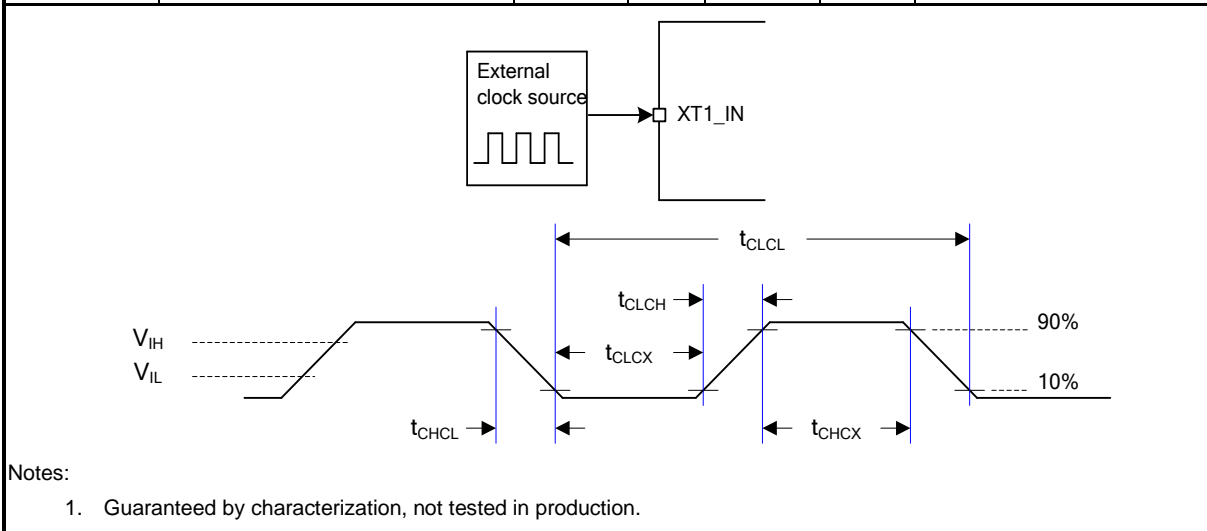 External
clock source
XT1_IN
tCLCL
tCLCH
90%
VIH
tCLCX
VIL
10%
tCHCL
tCHCX
Notes:
1. Guaranteed by characterization, not tested in production.